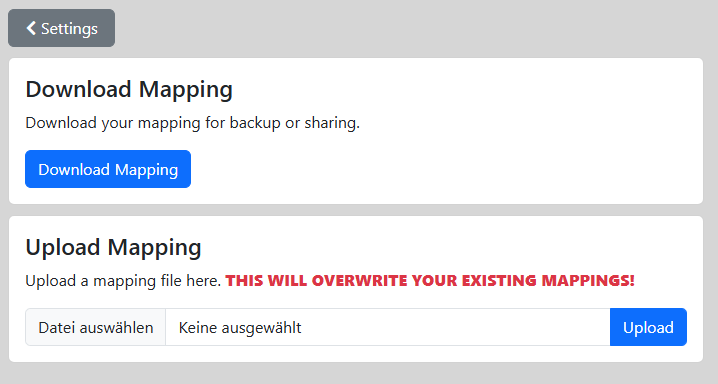 Settings
Download Mapping
Download your mapping for backup or sharing.
Download Mapping
Upload Mapping
Upload a mapping file here. THIS WILL OVERWRITE YOUR EXISTING MAPPINGS!
Datei auswählen Keine ausgewählt Upload